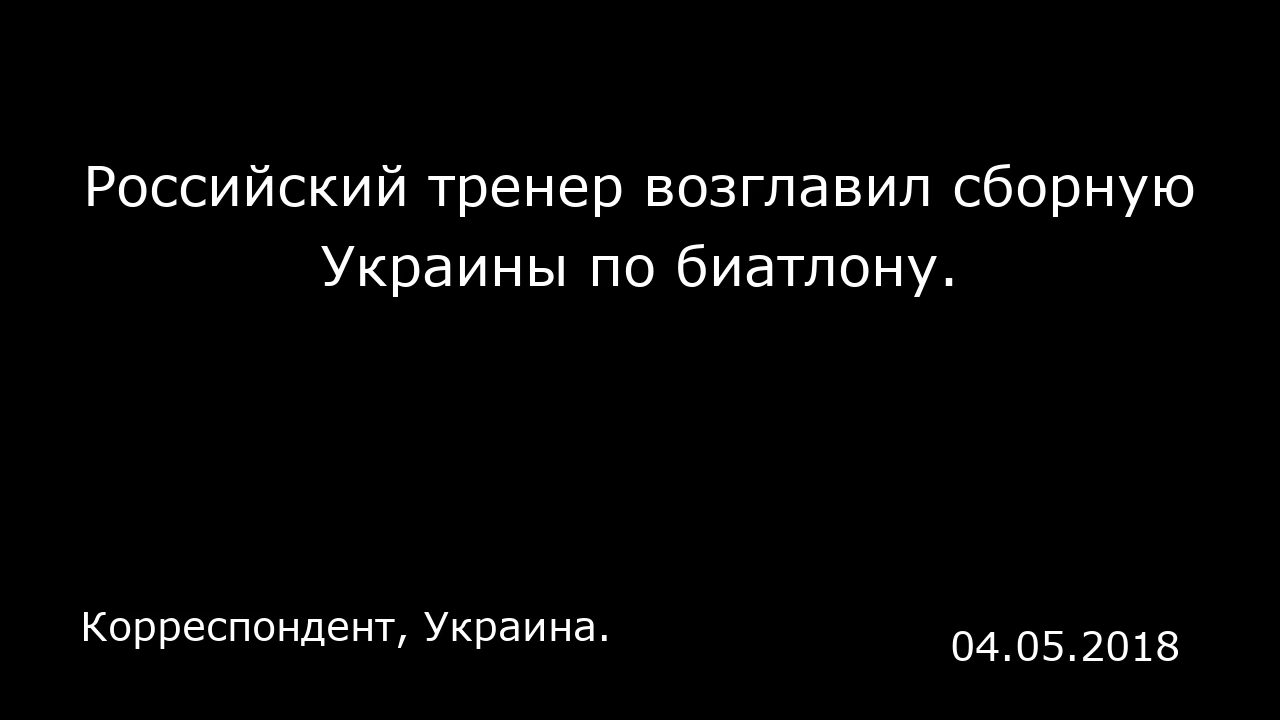 Российский тренер возглавил сборную
Украины по биатлону.
Корреспондент, Украина.
04.05.2018